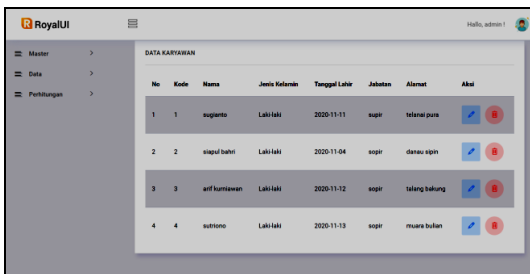 RoyalUI
Hallo, admin !
Master
Data
Perhitungan
DATA KARYAWAN
No Kode Nama Jenis Kelamin Tanggal Lahir Jabatan Alamat Aksi
1 1 sugianto Laki-laki 2020-11-11 supir telanai pura
2 2 siapul bahri Laki-laki 2020-11-04 sopir danau sipin
3 3 arif kurniawan Laki-laki 2020-11-12 sopir talang bakung
4 4 sutriono Laki-laki 2020-11-13 sopir muara bulian